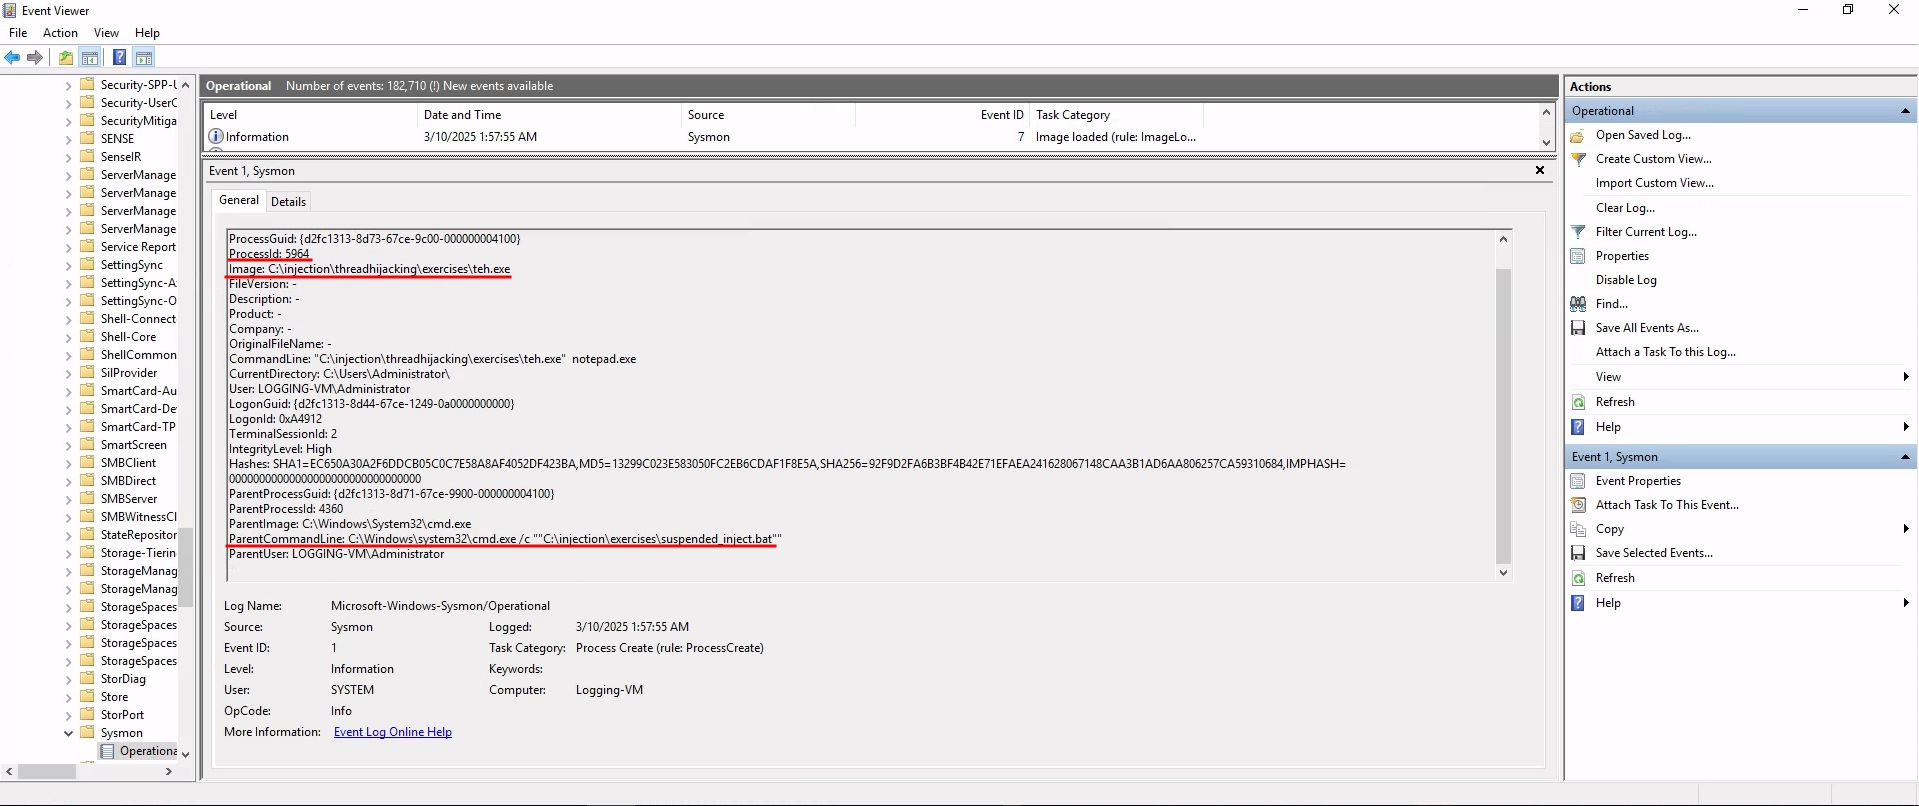 Event Viewer
File Action View Help
Security-SPP-U
Security-UserC
SecurityMitiga
SENSE
SenseIR
ServerManage
ServerManage
ServerManage
ServerManage
Service Report
SettingSync
SettingSync-A
SettingSync-O
Shell-Connect
Shell-Core
ShellCommon
SilProvider
SmartCard-Au
SmartCard-De
SmartCard-TP
SmartScreen
SMBClient
SMBDirect
SMBServer
SMBWitnessCl
StateRepositor
Storage-Tierin
StorageManag
StorageManag
StorageSpaces
StorageSpaces
StorageSpaces
StorageSpaces
StorDiag
Store
StorPort
Sysmon
Operationa
Operational Number of events: 182,710 (!) New events available
Level Date and Time Source Event ID Task Category
Information 3/10/2025 1:57:55 AM Sysmon 7 Image loaded (rule: ImageLo...
Event 1, Sysmon
General Details
ProcessGuid: {d2fc1313-8d73-67ce-9c00-000000004100}
ProcessId: 5964
Image: C:\injection\threadhijacking\exercises\teh.exe
FileVersion: -
Description: -
Product: -
Company: -
OriginalFileName: -
CommandLine: "C:\injection\threadhijacking\exercises\teh.exe"  notepad.exe
CurrentDirectory: C:\Users\Administrator\
User: LOGGING-VM\Administrator
LogonGuid: {d2fc1313-8d44-67ce-1249-0a0000000000}
LogonId: 0xA4912
TerminalSessionId: 2
IntegrityLevel: High
Hashes: SHA1=EC650A30A2F6DDCB05C0C7E58A8AF4052DF423BA,MD5=13299C023E583050FC2EB6CDAF1F8E5A,SHA256=92F9D2FA6B3BF4B42E71EFAEA241628067148CAA3B1AD6AA806257CA59310684,IMPHASH=
00000000000000000000000000000000
ParentProcessGuid: {d2fc1313-8d71-67ce-9900-000000004100}
ParentProcessId: 4360
ParentImage: C:\Windows\System32\cmd.exe
ParentCommandLine: C:\Windows\system32\cmd.exe /c ""C:\injection\exercises\suspended_inject.bat""
ParentUser: LOGGING-VM\Administrator
Log Name: Microsoft-Windows-Sysmon/Operational
Source: Sysmon Logged: 3/10/2025 1:57:55 AM
Event ID: 1 Task Category: Process Create (rule: ProcessCreate)
Level: Information Keywords:
User: SYSTEM Computer: Logging-VM
OpCode: Info
More Information: Event Log Online Help
Actions
Operational
Open Saved Log...
Create Custom View...
Import Custom View...
Clear Log...
Filter Current Log...
Properties
Disable Log
Find...
Save All Events As...
Attach a Task To this Log...
View
Refresh
Help
Event 1, Sysmon
Event Properties
Attach Task To This Event...
Copy
Save Selected Events...
Refresh
Help